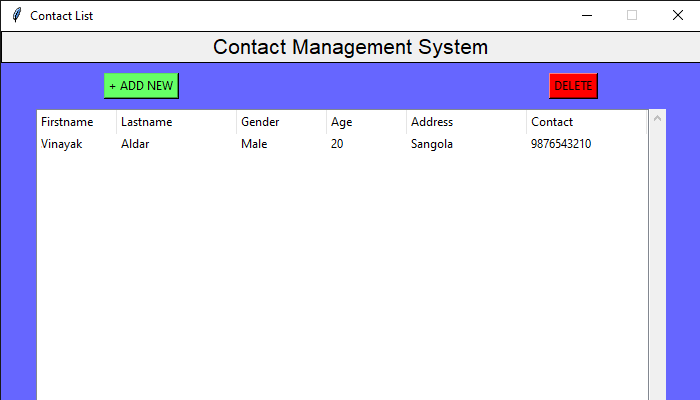 Contact List
Contact Management System
+ ADD NEW DELETE
Firstname Lastname Gender Age Address Contact
Vinayak Aldar Male 20 Sangola 9876543210